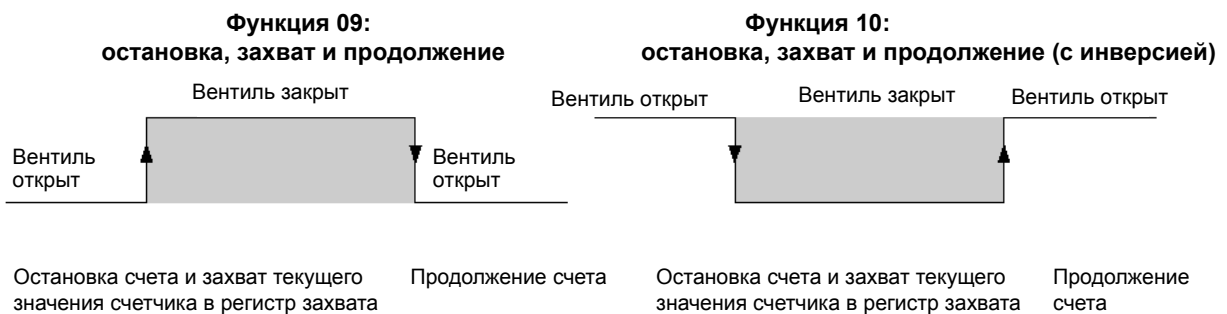 Функция 09:
остановка, захват и продолжение
Вентиль закрыт
Вентиль
открыт
Вентиль
открыт
Остановка счета и захват текущего
значения счетчика в регистр захвата
Продолжение счета
Функция 10:
остановка, захват и продолжение (с инверсией)
Вентиль открыт
Вентиль закрыт
Вентиль открыт
Остановка счета и захват текущего
значения счетчика в регистр захвата
Продолжение
счета